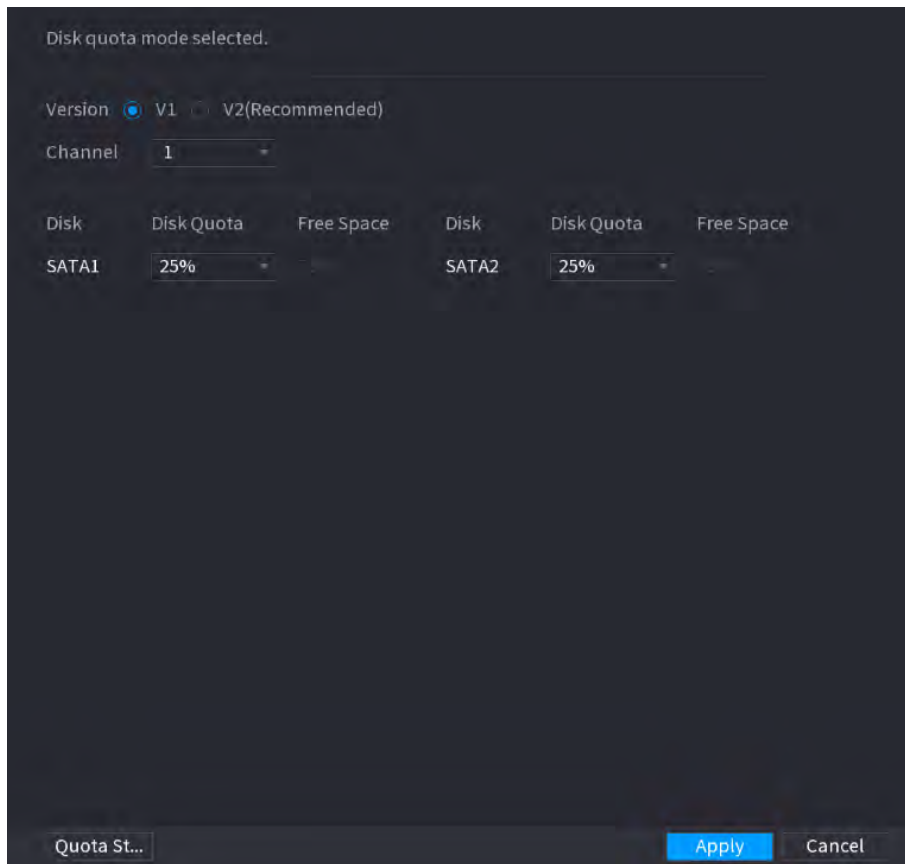 Disk quota mode selected.
Version V1 V2(Recommended)
Channel 1
Disk Disk Quota Free Space Disk Disk Quota Free Space
SATA1 25% SATA2 25%
Quota St... Apply Cancel